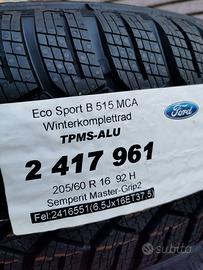 Eco Sport B 515 MCA
Winterkomplettrad
TPMS-ALU
Ford
2 417 961
205/60 R 16 92 H
Semperit Master-Grip2
Fel:2416551(6,5Jx16ET37,5)
subito